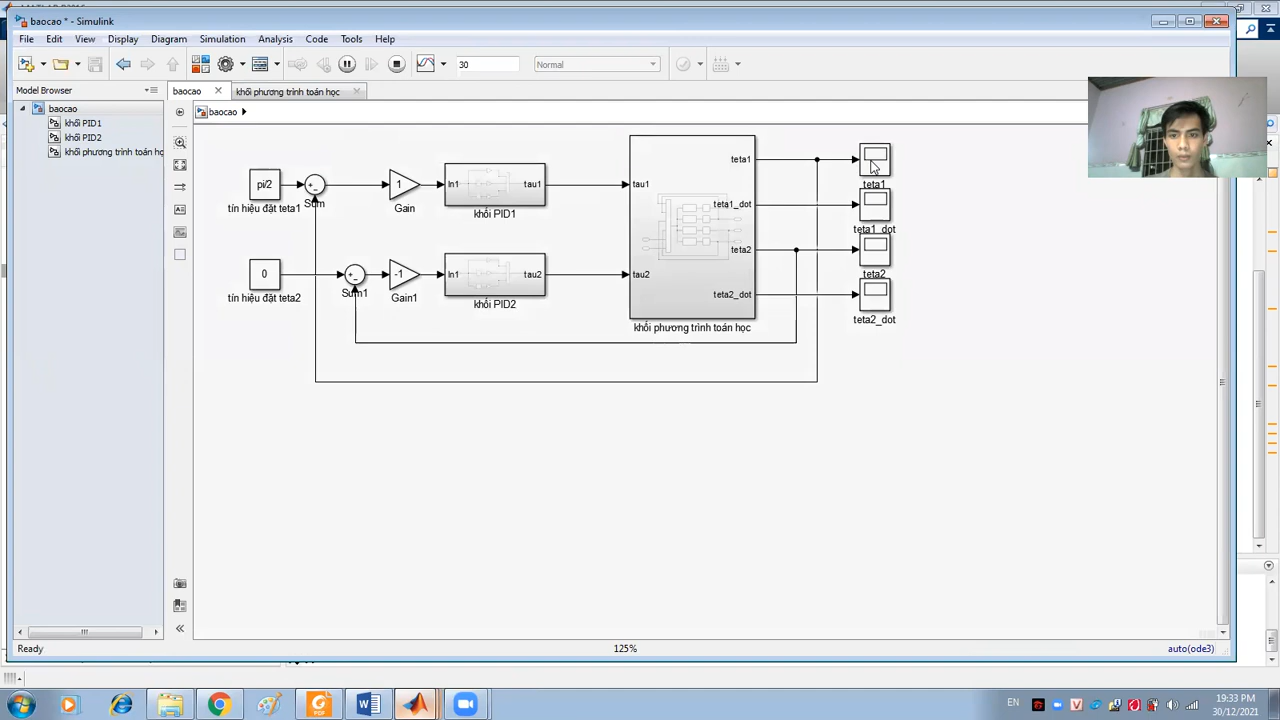 baocao * - Simulink
File Edit View Display Diagram Simulation Analysis Code Tools Help
30 Normal
Model Browser
baocao
khối phương trình toán học
baocao
khối PID1
khối PID2
khối phương trình toán họ
baocao
pi/2
tín hiệu đặt teta1
Sum
1
Gain
In1 tau1
khối PID1
0
tín hiệu đặt teta2
Sum1
-1
Gain1
In1 tau2
khối PID2
tau1
tau2
teta1
teta1_dot
teta2
teta2_dot
khối phương trình toán học
teta1
teta1_dot
teta2
teta2_dot
Ready 125% auto(ode3)
EN
19:33 PM
30/12/2021